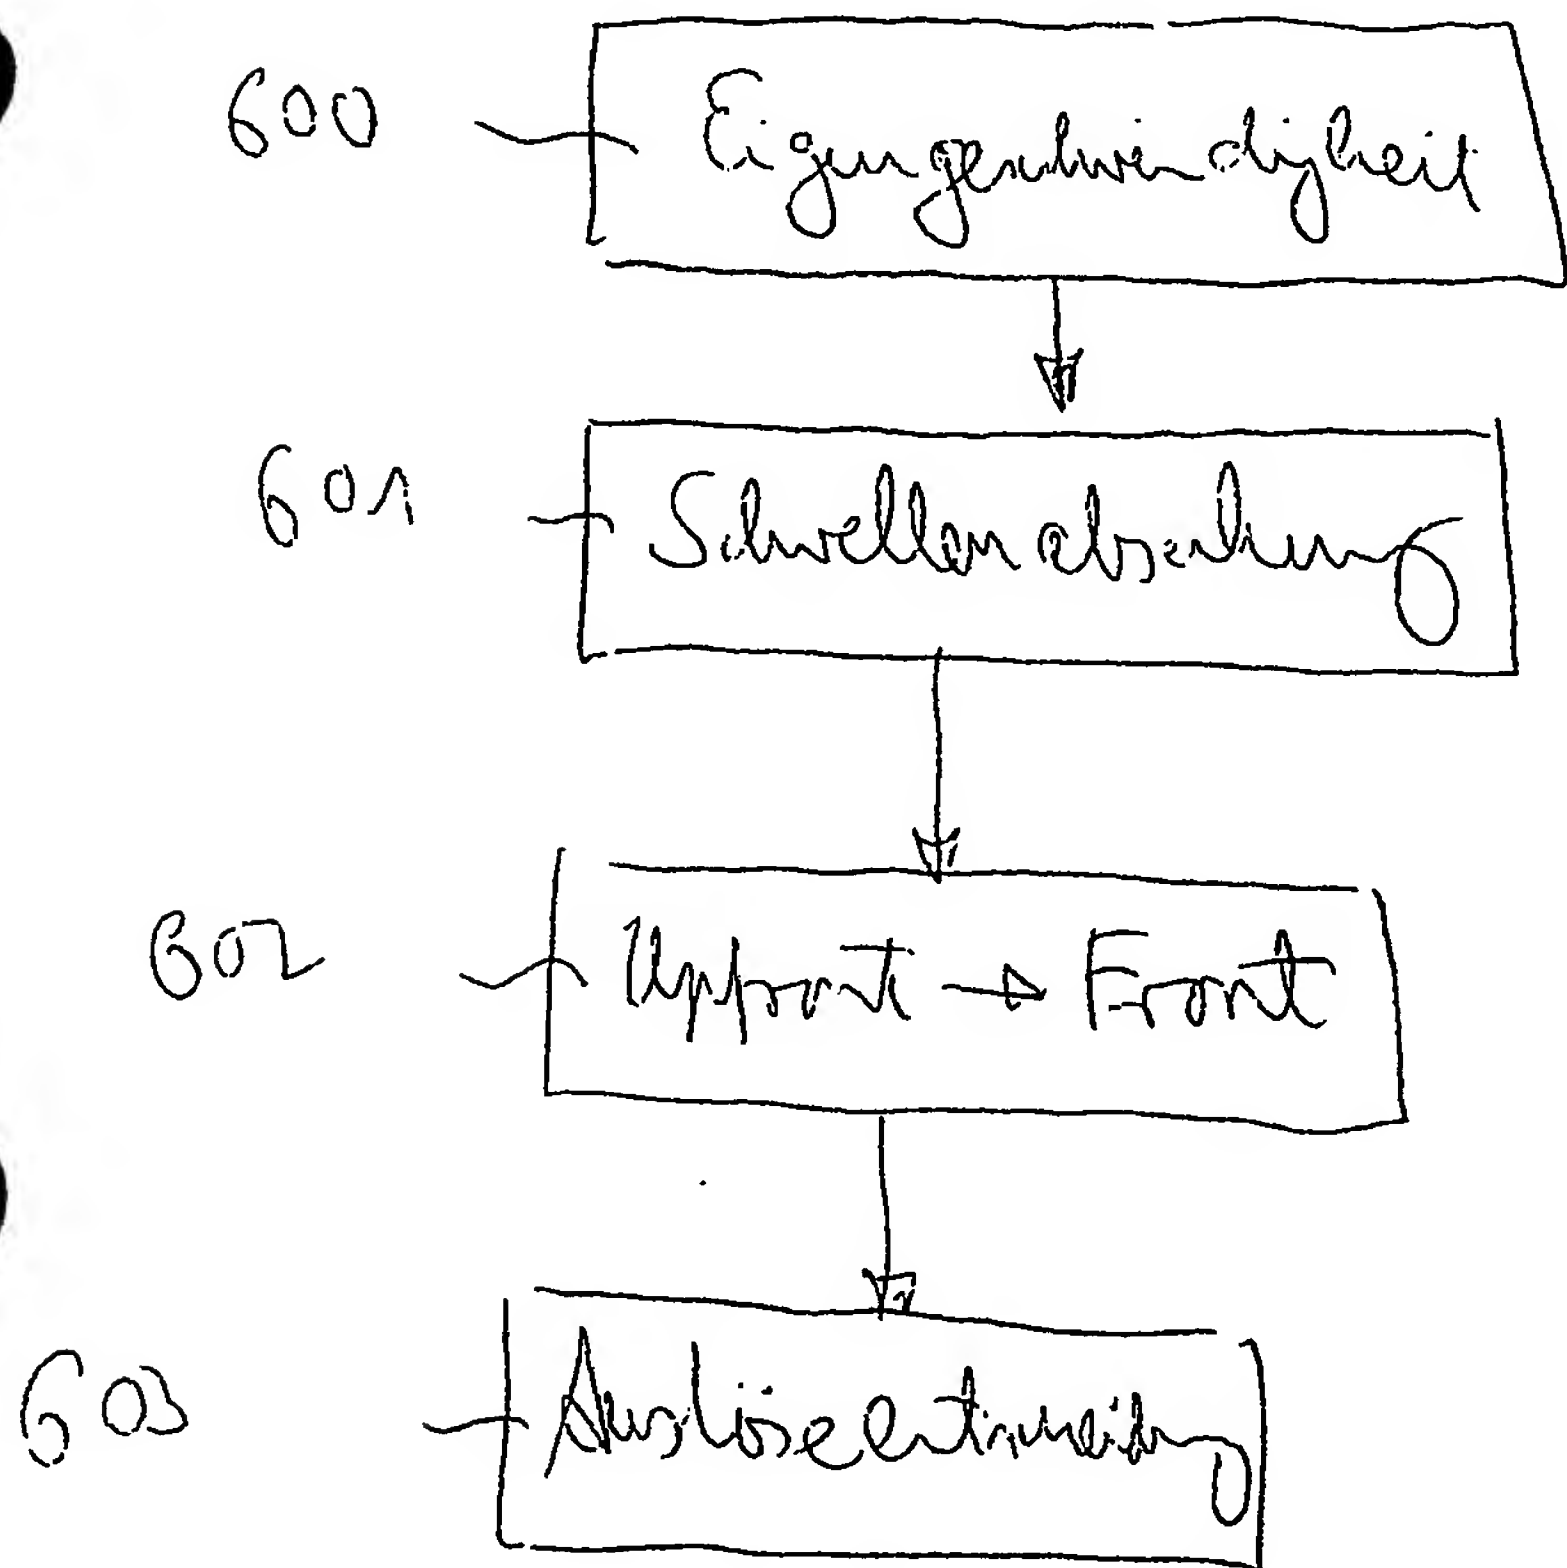 600 Eigengeschwindigkeit
601 Schwellenabsenkung
602 Upfront → Front
603 Auslöseentscheidung